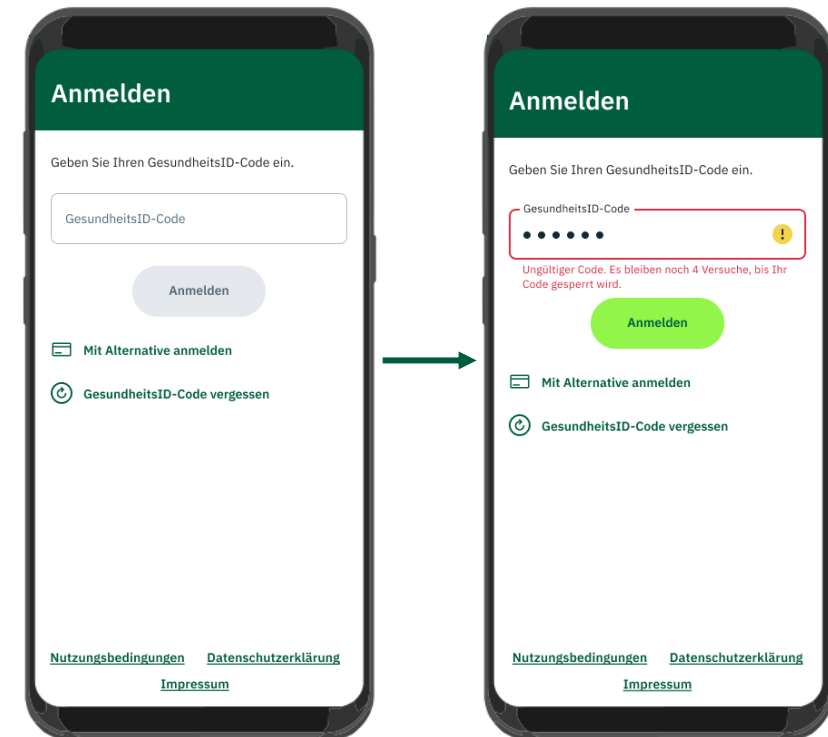 Anmelden
Geben Sie Ihren GesundheitsID-Code ein.
GesundheitsID-Code
Anmelden
Mit Alternative anmelden
GesundheitsID-Code vergessen
Nutzungsbedingungen Datenschutzerklärung
Impressum
Anmelden
Geben Sie Ihren GesundheitsID-Code ein.
GesundheitsID-Code
••••••
Ungültiger Code. Es bleiben noch 4 Versuche, bis Ihr
Code gesperrt wird.
Anmelden
Mit Alternative anmelden
GesundheitsID-Code vergessen
Nutzungsbedingungen Datenschutzerklärung
Impressum